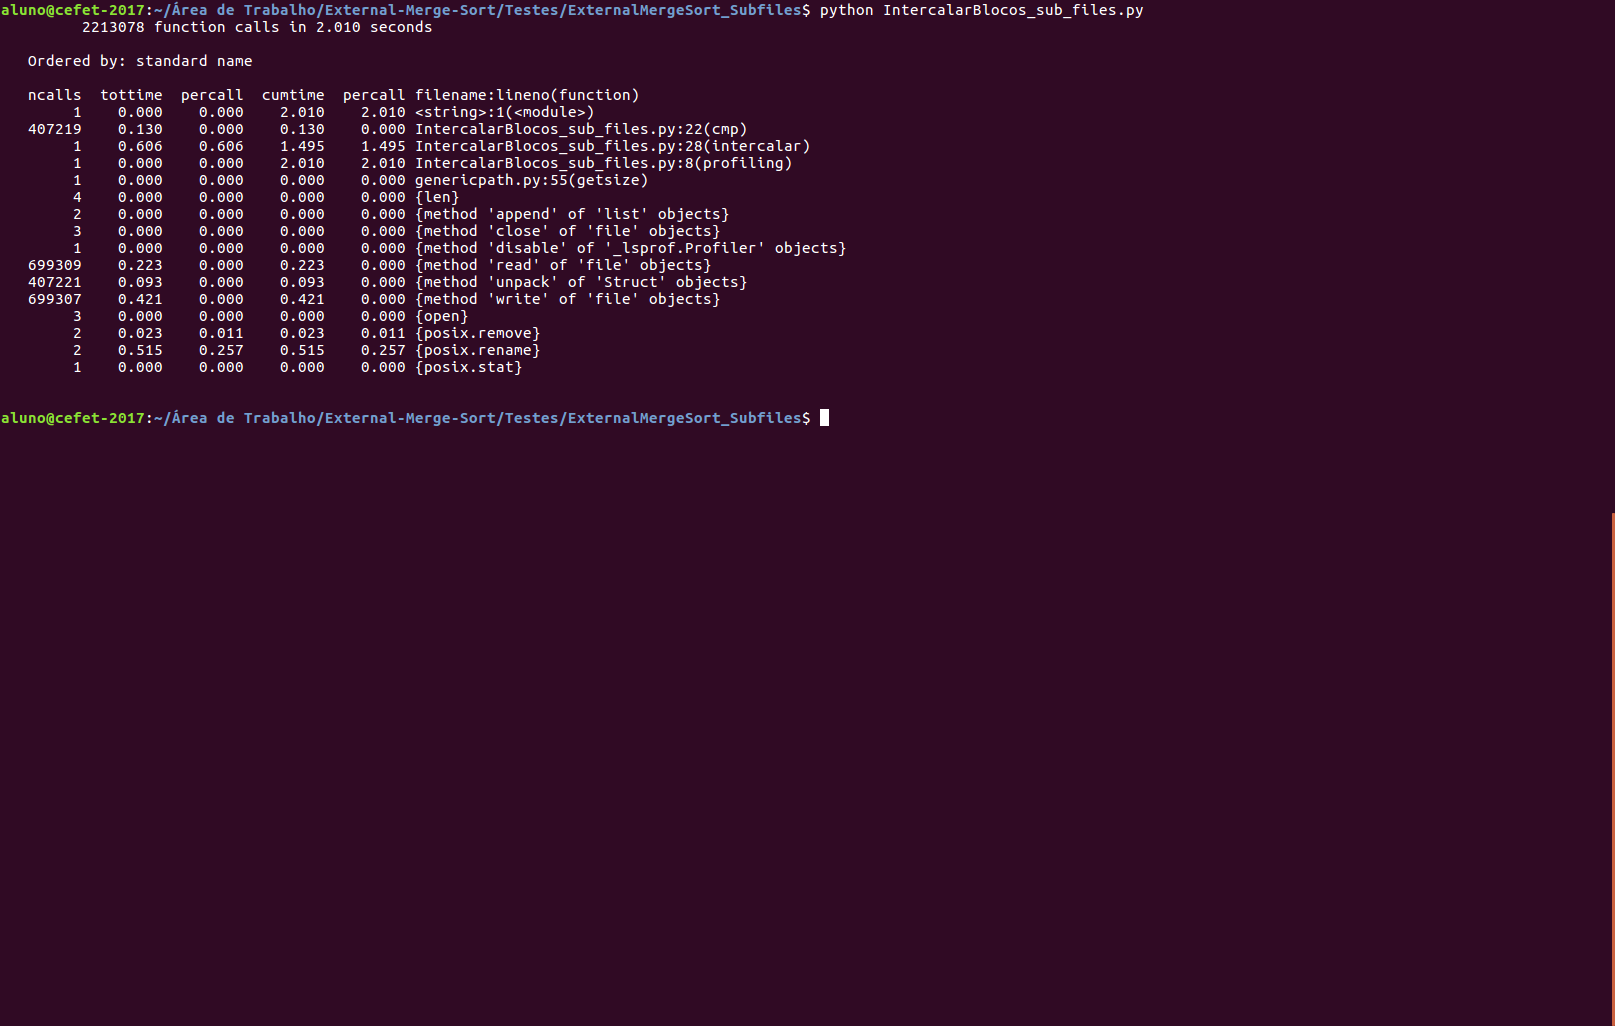 aluno@cefet-2017:~/Área de Trabalho/External-Merge-Sort/Testes/ExternalMergeSort_Subfiles$ python IntercalarBlocos_sub_files.py
2213078 function calls in 2.010 seconds
Ordered by: standard name
ncalls  tottime  percall  cumtime  percall filename:lineno(function)
1    0.000    0.000    2.010    2.010 <string>:1(<module>)
407219    0.130    0.000    0.130    0.000 IntercalarBlocos_sub_files.py:22(cmp)
1    0.606    0.606    1.495    1.495 IntercalarBlocos_sub_files.py:28(intercalar)
1    0.000    0.000    2.010    2.010 IntercalarBlocos_sub_files.py:8(profiling)
1    0.000    0.000    0.000    0.000 genericpath.py:55(getsize)
4    0.000    0.000    0.000    0.000 {len}
2    0.000    0.000    0.000    0.000 {method 'append' of 'list' objects}
3    0.000    0.000    0.000    0.000 {method 'close' of 'file' objects}
1    0.000    0.000    0.000    0.000 {method 'disable' of '_lsprof.Profiler' objects}
699309    0.223    0.000    0.223    0.000 {method 'read' of 'file' objects}
407221    0.093    0.000    0.093    0.000 {method 'unpack' of 'Struct' objects}
699307    0.421    0.000    0.421    0.000 {method 'write' of 'file' objects}
3    0.000    0.000    0.000    0.000 {open}
2    0.023    0.011    0.023    0.011 {posix.remove}
2    0.515    0.257    0.515    0.257 {posix.rename}
1    0.000    0.000    0.000    0.000 {posix.stat}
aluno@cefet-2017:~/Área de Trabalho/External-Merge-Sort/Testes/ExternalMergeSort_Subfiles$